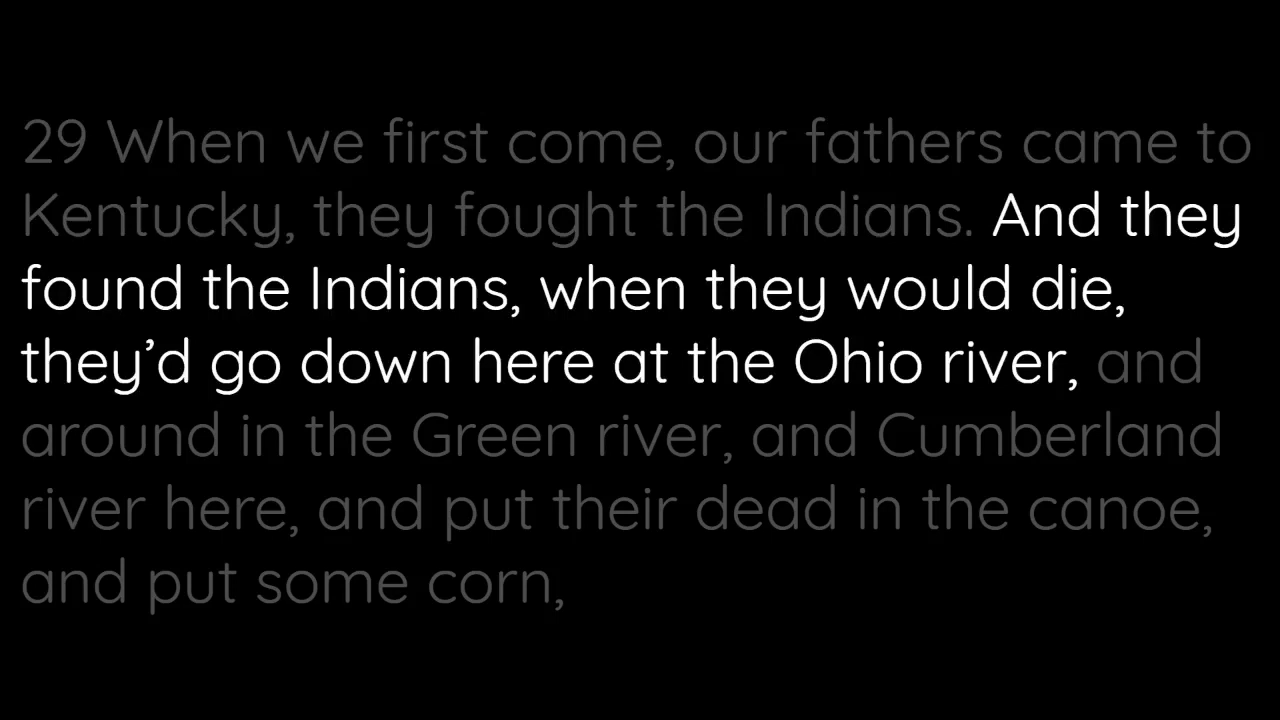 29 When we first come, our fathers came to
Kentucky, they fought the Indians. And they
found the Indians, when they would die,
they’d go down here at the Ohio river, and
around in the Green river, and Cumberland
river here, and put their dead in the canoe,
and put some corn,